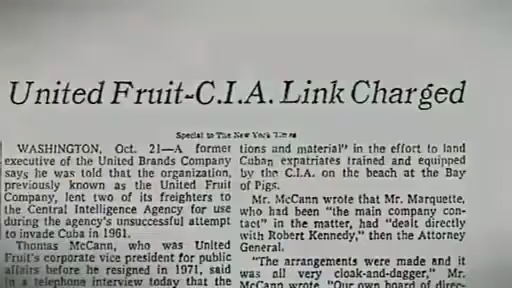 United Fruit-C.I.A. Link Charged
Special to The New York Times
WASHINGTON, Oct. 21—A former
executive of the United Brands Company
says he was told that the organization,
previously known as the United Fruit
Company, lent two of its freighters to
the Central Intelligence Agency for use
during the agency's unsuccessful attempt
to invade Cuba in 1961.
Thomas McCann, who was United
Fruit's corporate vice president for public
affairs before he resigned in 1971, said
in a telephone interview today that the
tions and material" in the effort to land
Cuban expatriates trained and equipped
by the C.I.A. on the beach at the Bay
of Pigs.
Mr. McCann wrote that Mr. Marquette,
who had been "the main company con-
tact" in the matter, had "dealt directly
with Robert Kennedy," then the Attorney
General.
"The arrangements were made and it
was all very cloak-and-dagger," Mr.
McCann wrote. "Our own board of direc-